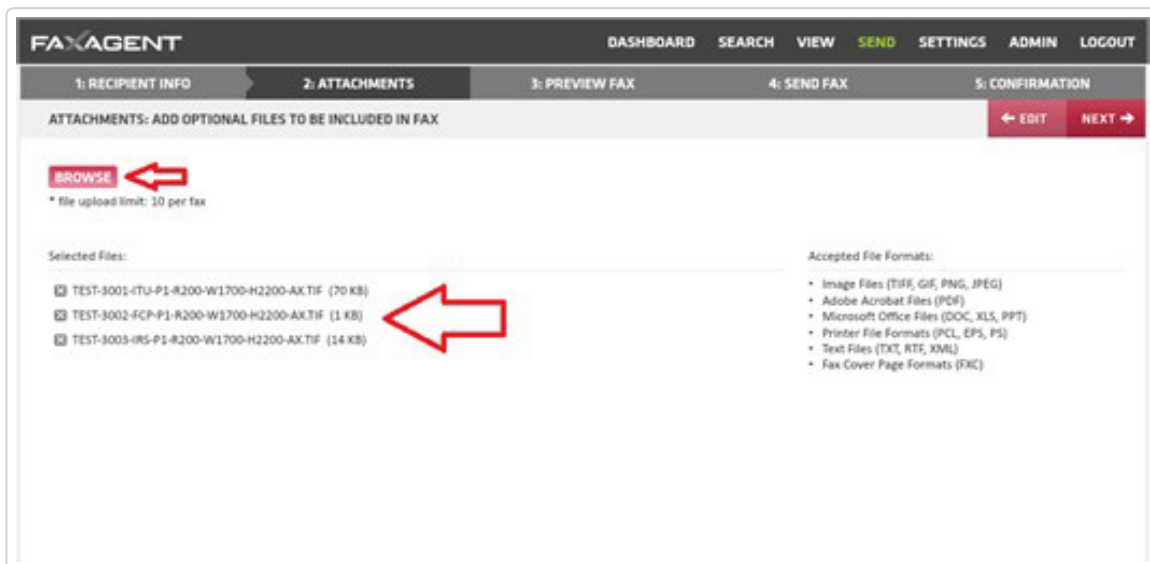 FAXAGENT
DASHBOARD SEARCH VIEW SEND SETTINGS ADMIN LOGOUT
1: RECIPIENT INFO 2: ATTACHMENTS 3: PREVIEW FAX 4: SEND FAX 5: CONFIRMATION
ATTACHMENTS: ADD OPTIONAL FILES TO BE INCLUDED IN FAX
← EDIT NEXT →
BROWSE
* file upload limit: 10 per fax
Selected Files:
TEST-3001-ITU-P1-R200-W1700-H2200-AX.TIF (70 KB)
TEST-3002-FCP-P1-R200-W1700-H2200-AX.TIF (1 KB)
TEST-3003-IRS-P1-R200-W1700-H2200-AX.TIF (14 KB)
Accepted File Formats:
• Image Files (TIFF, GIF, PNG, JPEG)
• Adobe Acrobat Files (PDF)
• Microsoft Office Files (DOC, XLS, PPT)
• Printer File Formats (PCL, EPS, PS)
• Text Files (TXT, RTF, XML)
• Fax Cover Page Formats (FXC)